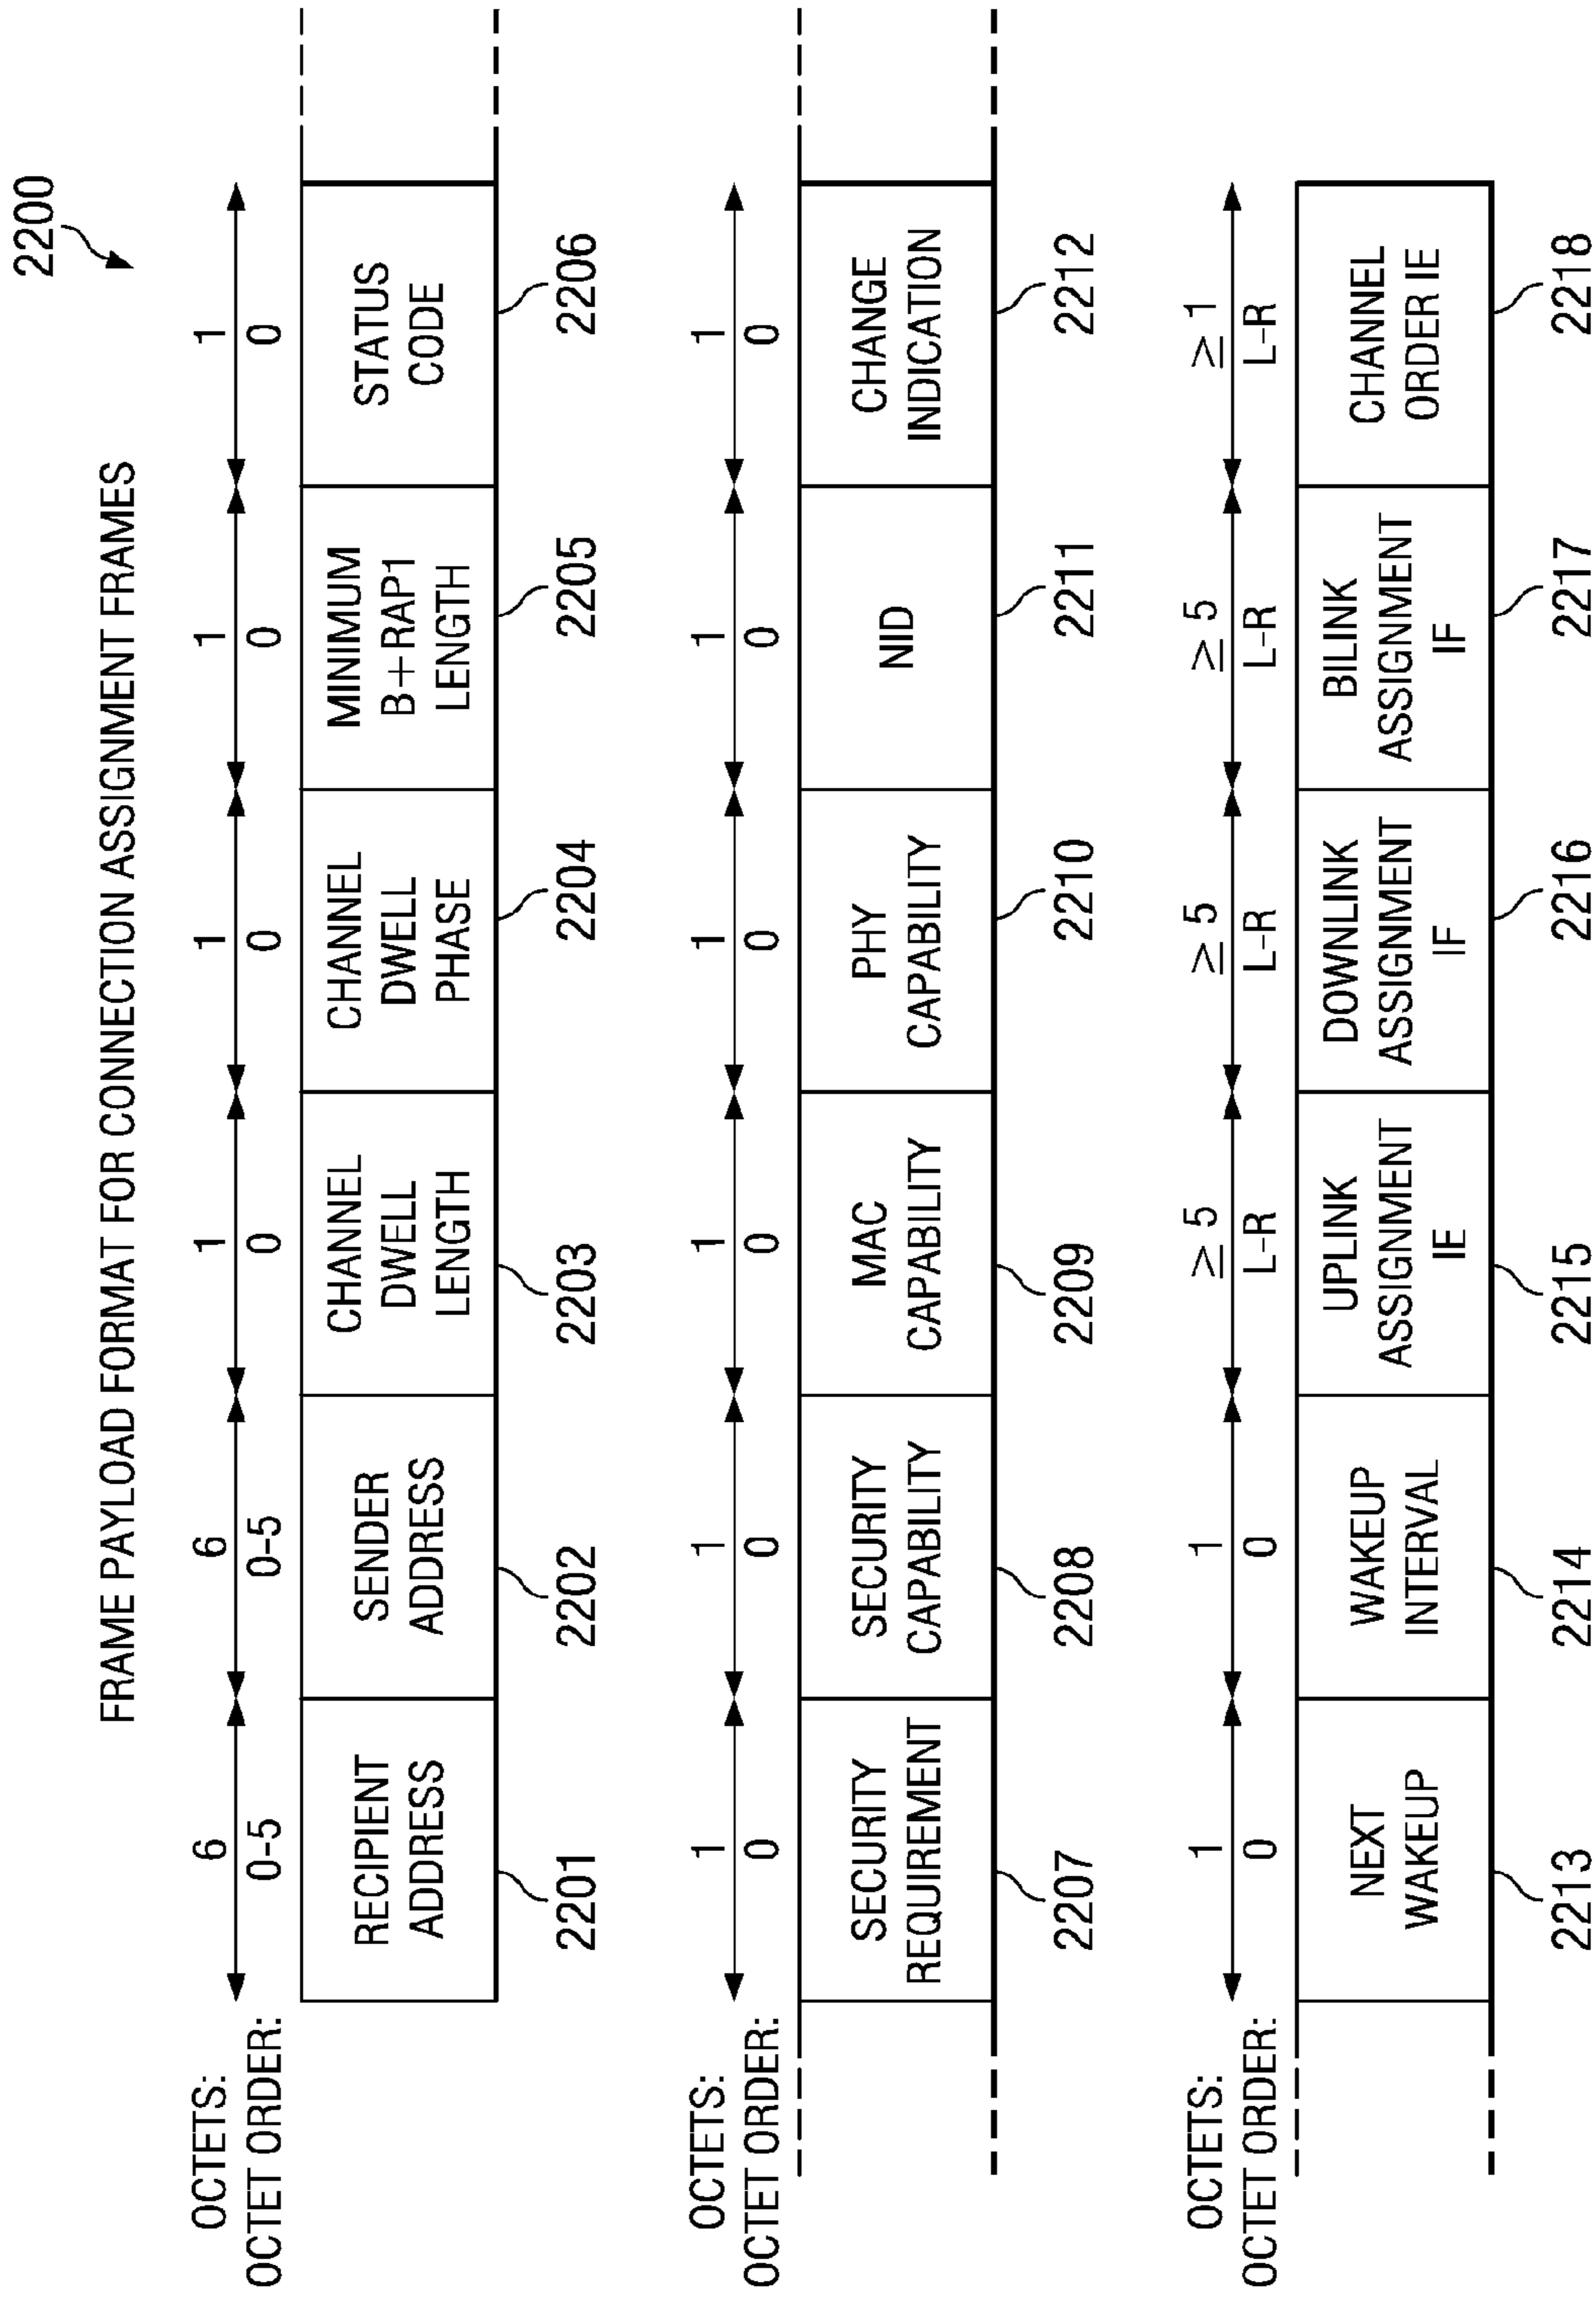 2200
FRAME PAYLOAD FORMAT FOR CONNECTION ASSIGNMENT FRAMES
OCTETS: 6 6 1 1 1 1
OCTET ORDER: 0-5 0-5 0 0 0 0
RECIPIENT ADDRESS
SENDER ADDRESS
CHANNEL DWELL LENGTH
CHANNEL DWELL PHASE
MINIMUM B+RAP1 LENGTH
STATUS CODE
2201 2202 2203 2204 2205 2206
OCTETS: 1 1 1 1 1 1
OCTET ORDER: 0 0 0 0 0 0
SECURITY REQUIREMENT
SECURITY CAPABILITY
MAC CAPABILITY
PHY CAPABILITY
NID
CHANGE INDICATION
2207 2208 2209 2210 2211 2212
OCTETS: 1 1 ≥5 ≥5 ≥5 ≥1
OCTET ORDER: 0 0 L-R L-R L-R L-R
NEXT WAKEUP
WAKEUP INTERVAL
UPLINK ASSIGNMENT IE
DOWNLINK ASSIGNMENT IF
BILINK ASSIGNMENT IF
CHANNEL ORDER IE
2213 2214 2215 2216 2217 2218